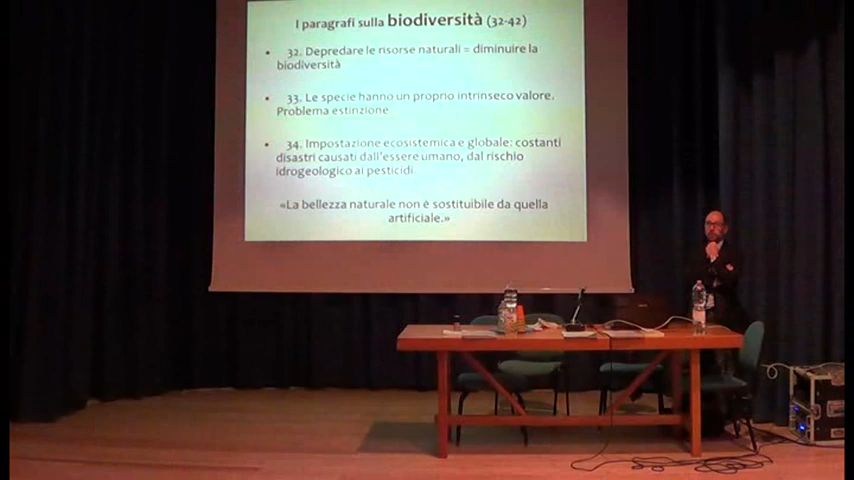 I paragrafi sulla biodiversità (32-42)
• 32. Depredare le risorse naturali = diminuire la
biodiversità
• 33. Le specie hanno un proprio intrinseco valore.
Problema estinzione
• 34. Impostazione ecosistemica e globale: costanti
disastri causati dall'essere umano, dal rischio
idrogeologico ai pesticidi.
«La bellezza naturale non è sostituibile da quella
artificiale.»